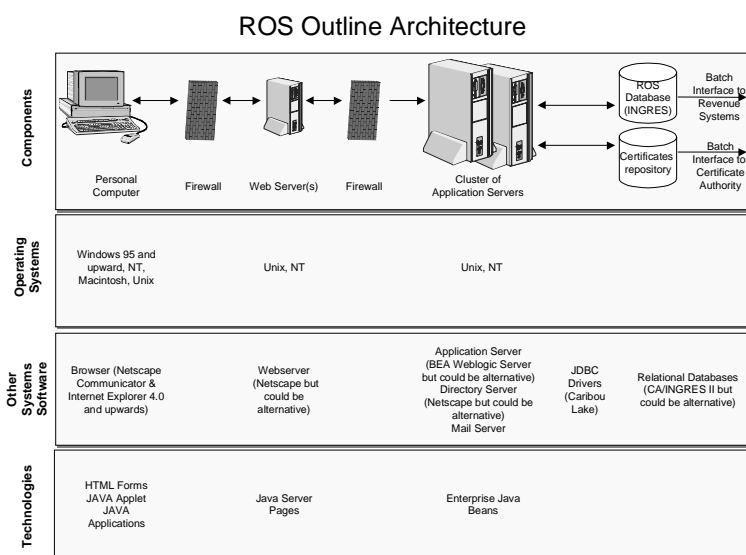 ROS Outline Architecture
Components
Personal
Computer
Firewall
Web Server(s)
Firewall
Cluster of
Application Servers
ROS
Database
(INGRES)
Batch
Interface to
Revenue
Systems
Certificates
repository
Batch
Interface to
Certificate
Authority
Operating
Systems
Windows 95 and
upward, NT,
Macintosh, Unix
Unix, NT
Unix, NT
Other
Systems
Software
Browser (Netscape
Communicator &
Internet Explorer 4.0
and upwards)
Webserver
(Netscape but
could be
alternative)
Application Server
(BEA Weblogic Server
but could be alternative)
Directory Server
(Netscape but could be
alternative)
Mail Server
JDBC
Drivers
(Caribou
Lake)
Relational Databases
(CA/INGRES II but
could be alternative)
Technologies
HTML Forms
JAVA Applet
JAVA
Applications
Java Server
Pages
Enterprise Java
Beans